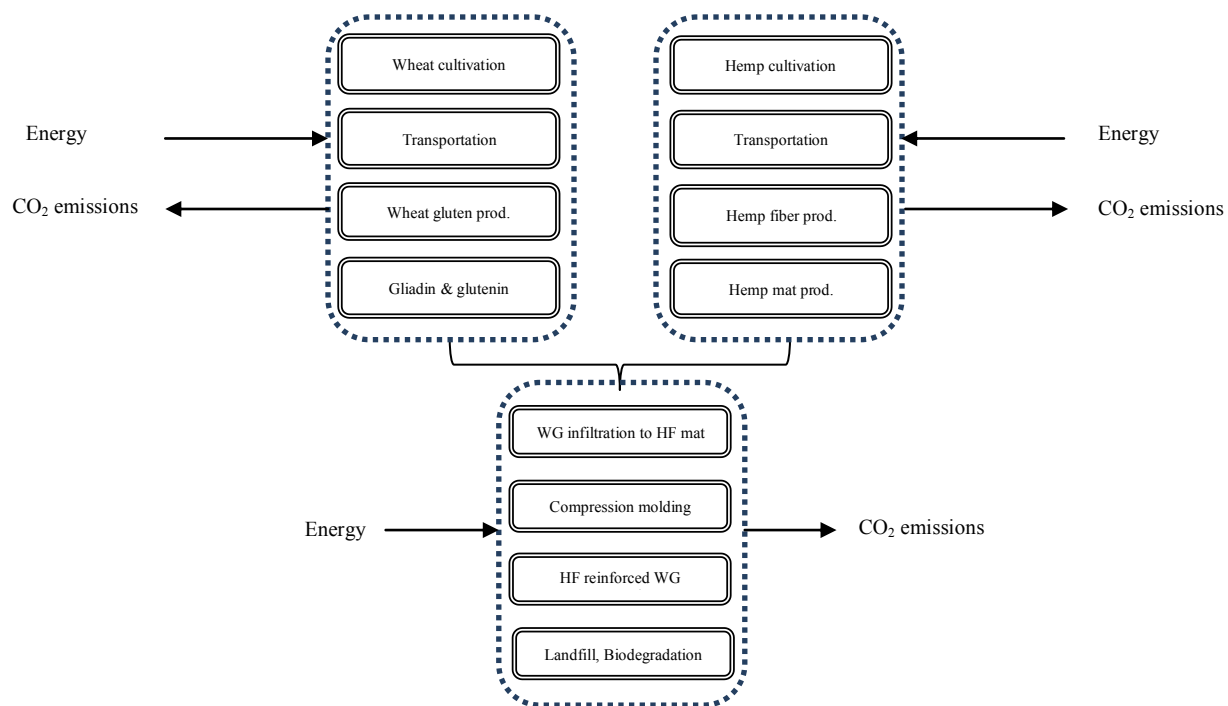 Wheat cultivation
Hemp cultivation
Energy
Transportation
Transportation
Energy
CO₂ emissions
Wheat gluten prod.
Hemp fiber prod.
CO₂ emissions
Gliadin & glutenin
Hemp mat prod.
WG infiltration to HF mat
Compression molding
Energy
CO₂ emissions
HF reinforced WG
Landfill, Biodegradation